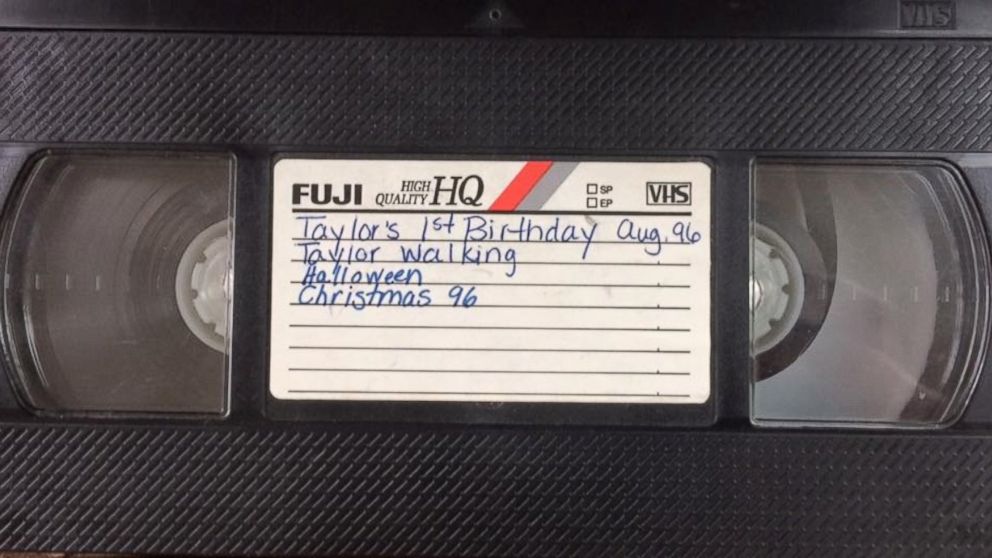 VHS
FUJI HIGH QUALITY HQ SP EP VHS
Taylor's 1st Birthday Aug. 96
Taylor walking
Halloween
Christmas 96